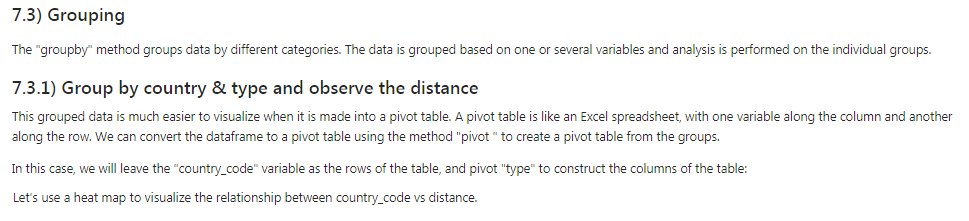 7.3) Grouping
The "groupby" method groups data by different categories. The data is grouped based on one or several variables and analysis is performed on the individual groups.
7.3.1) Group by country & type and observe the distance
This grouped data is much easier to visualize when it is made into a pivot table. A pivot table is like an Excel spreadsheet, with one variable along the column and another
along the row. We can convert the dataframe to a pivot table using the method "pivot " to create a pivot table from the groups.
In this case, we will leave the "country_code" variable as the rows of the table, and pivot "type" to construct the columns of the table:
Let's use a heat map to visualize the relationship between country_code vs distance.